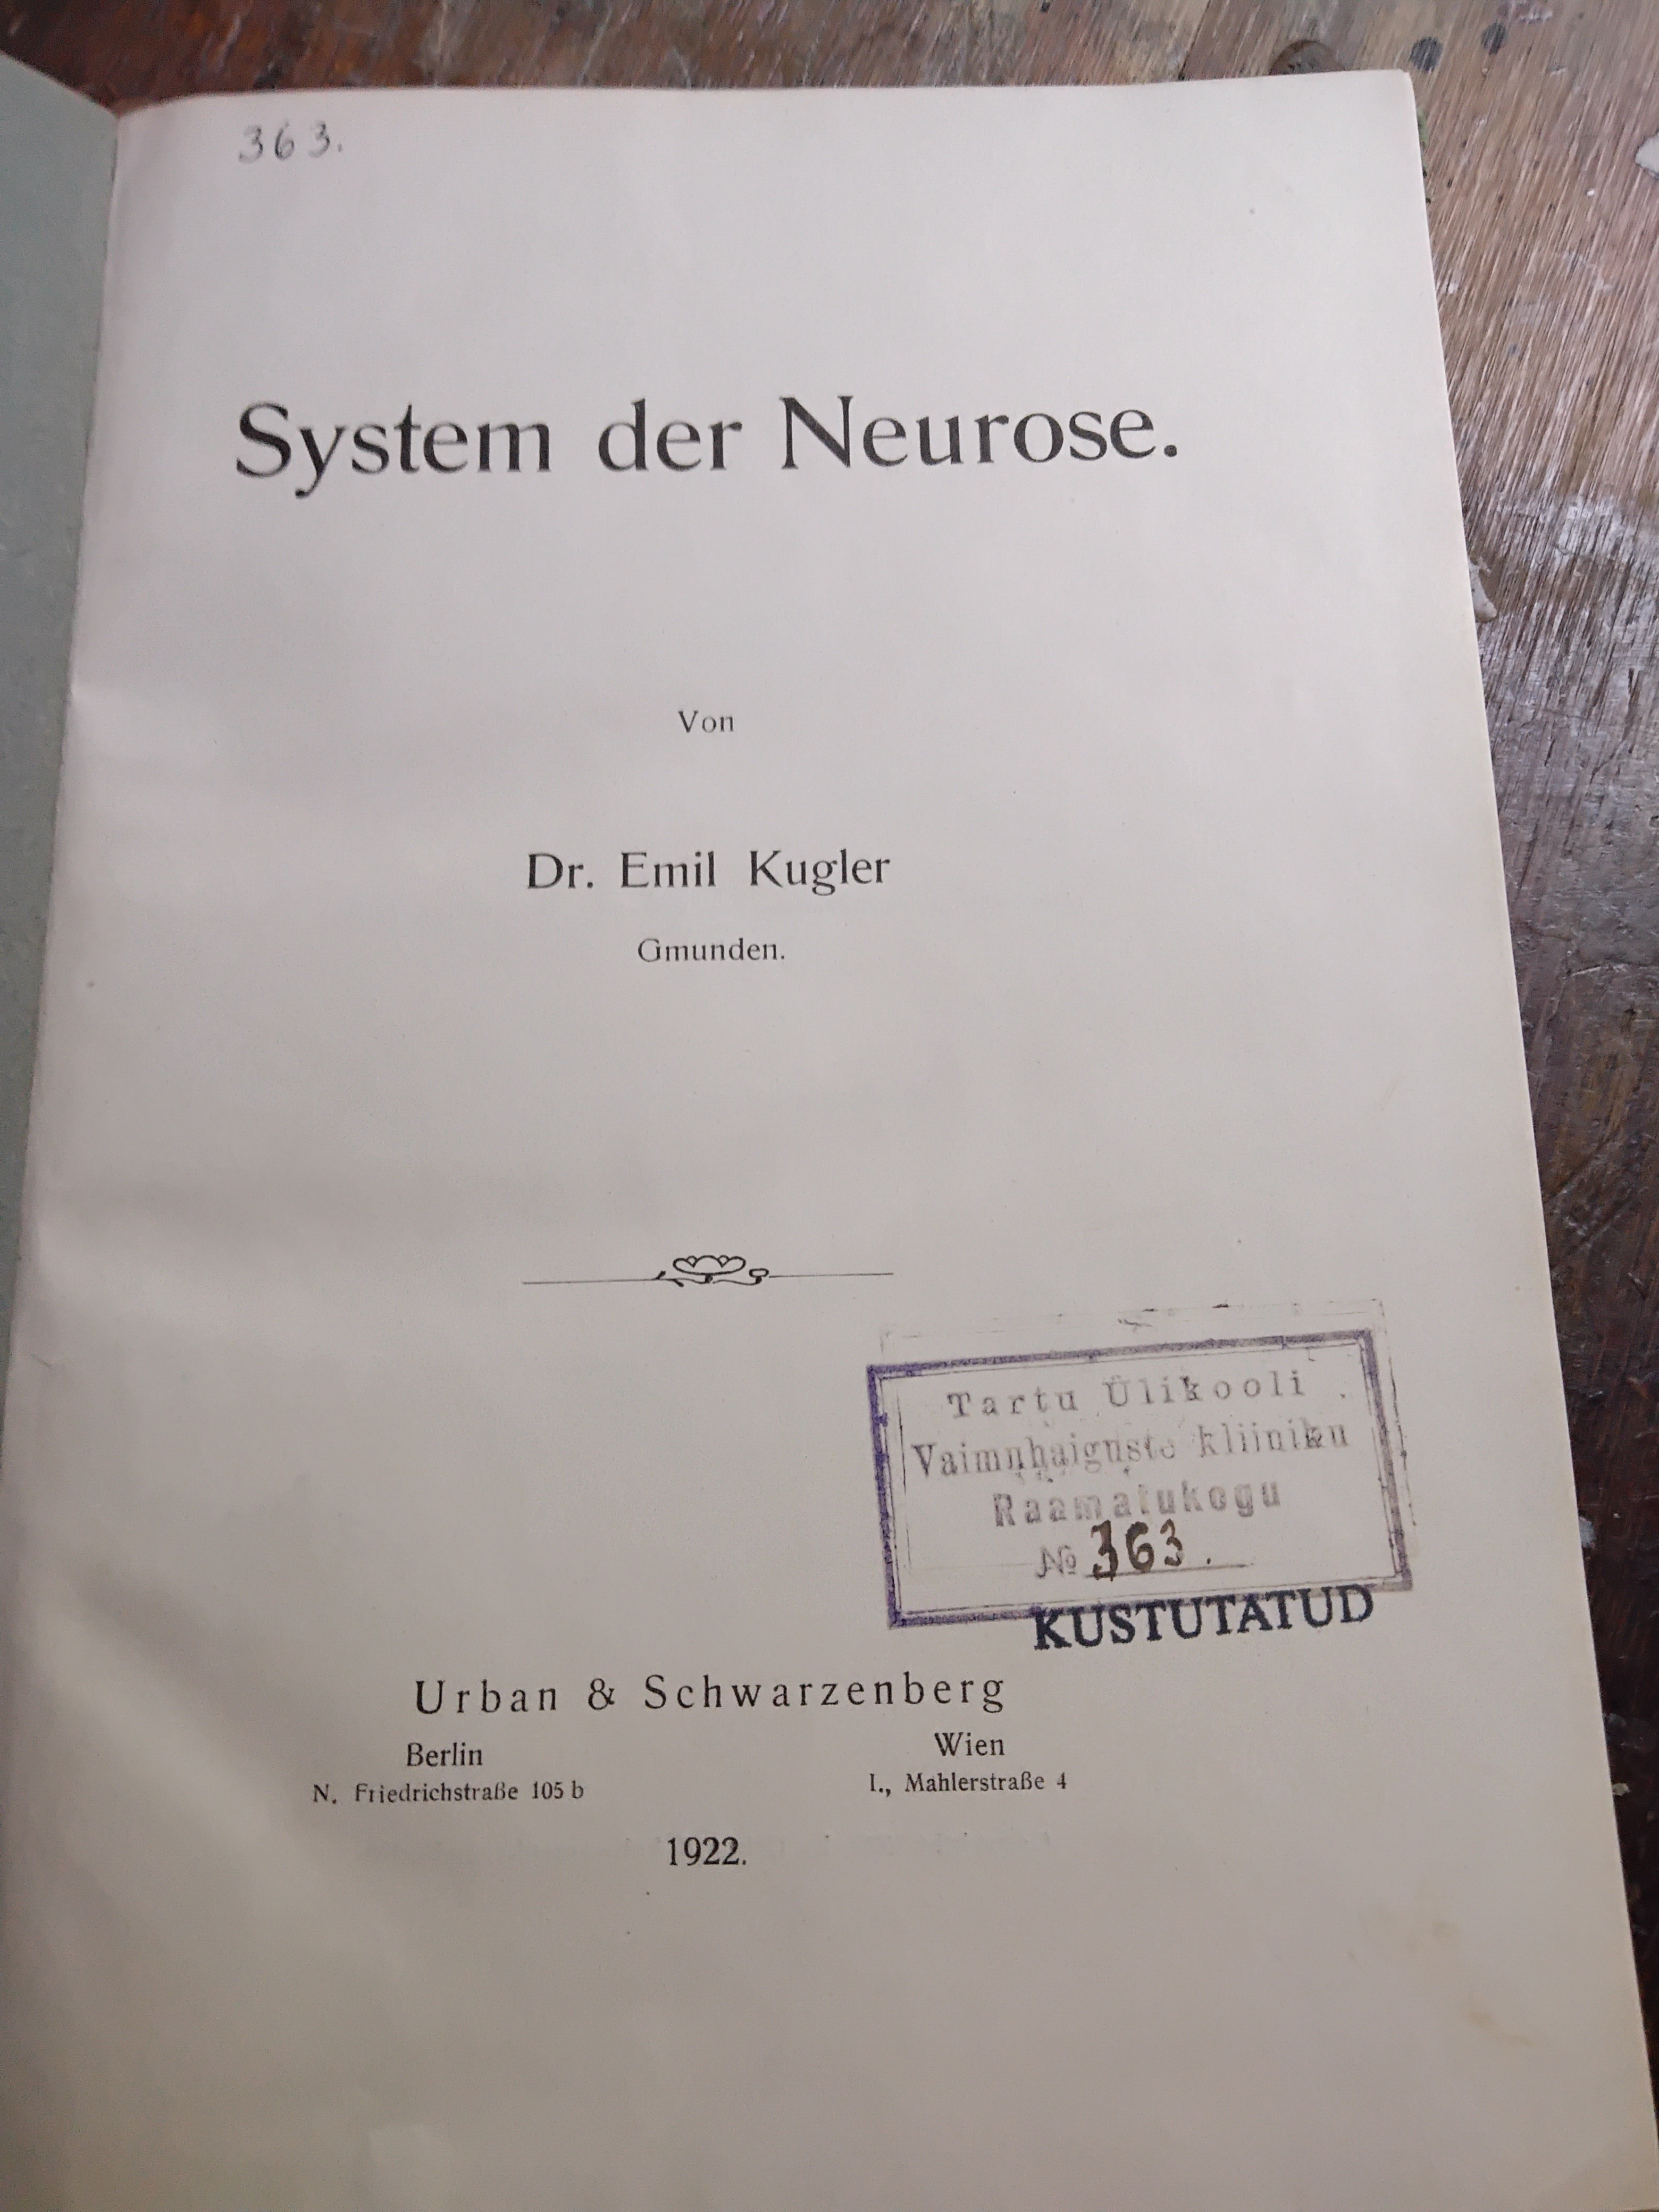 363.
System der Neurose.
Von
Dr. Emil Kugler
Gmunden.
Tartu Ülikooli
Vaimuhaiguste kliiniku
Raamatukogu
№ 363.
KUSTUTATUD
Urban & Schwarzenberg
Berlin
N. Friedrichstraße 105 b
Wien
I., Mahlerstraße 4
1922.